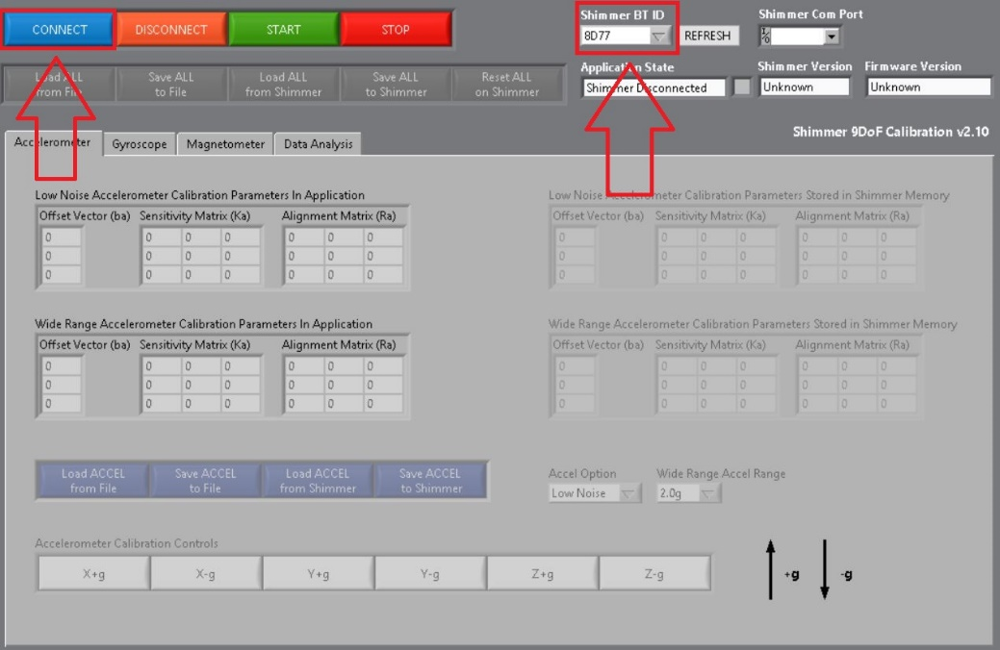 CONNECT DISCONNECT START STOP
Shimmer BT ID
8D77
REFRESH
Shimmer Com Port
Load ALL
from File
Save ALL
to File
Load ALL
from Shimmer
Save ALL
to Shimmer
Reset ALL
on Shimmer
Application State
Shimmer Disconnected
Shimmer Version
Unknown
Firmware Version
Unknown
Shimmer 9DoF Calibration v2.10
Accelerometer Gyroscope Magnetometer Data Analysis
Low Noise Accelerometer Calibration Parameters In Application
Offset Vector (ba) Sensitivity Matrix (Ka) Alignment Matrix (Ra)
0 0 0 0 0 0 0
0 0 0 0 0 0 0
0 0 0 0 0 0 0
Low Noise Accelerometer Calibration Parameters Stored in Shimmer Memory
Offset Vector (ba) Sensitivity Matrix (Ka) Alignment Matrix (Ra)
0 0 0 0 0 0 0
0 0 0 0 0 0 0
0 0 0 0 0 0 0
Wide Range Accelerometer Calibration Parameters In Application
Offset Vector (ba) Sensitivity Matrix (Ka) Alignment Matrix (Ra)
0 0 0 0 0 0 0
0 0 0 0 0 0 0
0 0 0 0 0 0 0
Wide Range Accelerometer Calibration Parameters Stored in Shimmer Memory
Offset Vector (ba) Sensitivity Matrix (Ka) Alignment Matrix (Ra)
0 0 0 0 0 0 0
0 0 0 0 0 0 0
0 0 0 0 0 0 0
Load ACCEL
from File
Save ACCEL
to File
Load ACCEL
from Shimmer
Save ACCEL
to Shimmer
Accel Option
Low Noise
Wide Range Accel Range
2.0g
Accelerometer Calibration Controls
X+g X-g Y+g Y-g Z+g Z-g
+g -g